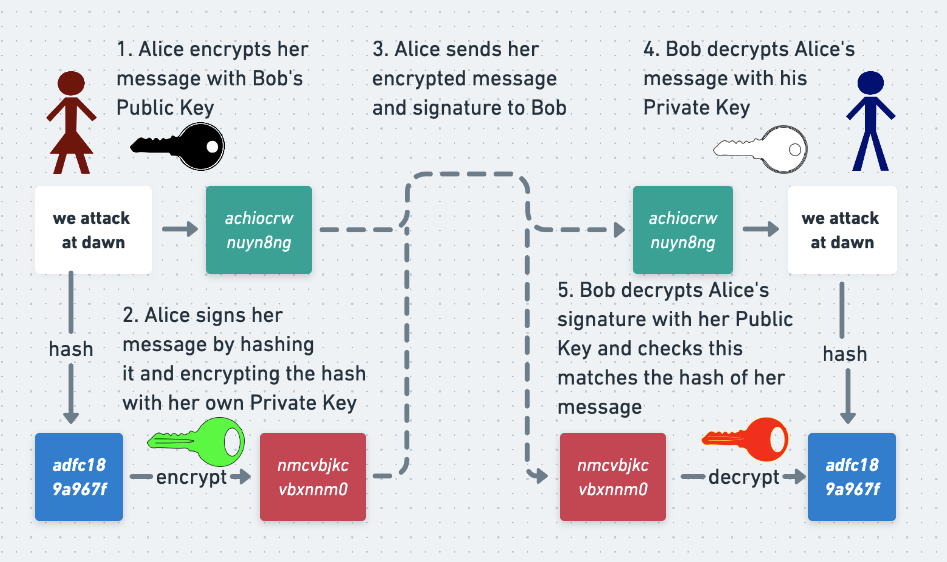 1. Alice encrypts her
message with Bob's
Public Key
3. Alice sends her
encrypted message
and signature to Bob
4. Bob decrypts Alice's
message with his
Private Key
we attack
at dawn
achiocrw
nuyn8ng
achiocrw
nuyn8ng
we attack
at dawn
2. Alice signs her
message by hashing
it and encrypting the hash
with her own Private Key
hash
5. Bob decrypts Alice's
signature with her Public
Key and checks this
matches the hash of her
message
hash
adfc18
9a967f
encrypt
nmcvbjkc
vbxnnm0
nmcvbjkc
vbxnnm0
decrypt
adfc18
9a967f